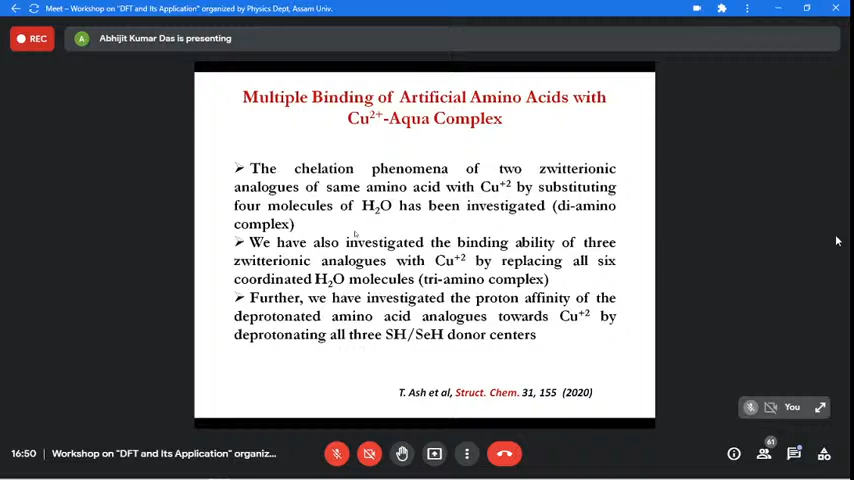 Meet – Workshop on "DFT and Its Application" organized by Physics Dept, Assam Univ.
REC
A
Abhijit Kumar Das is presenting
Multiple Binding of Artificial Amino Acids with
Cu²⁺-Aqua Complex
➢ The chelation phenomena of two zwitterionic
analogues of same amino acid with Cu⁺² by substituting
four molecules of H₂O has been investigated (di-amino
complex)
➢ We have also investigated the binding ability of three
zwitterionic analogues with Cu⁺² by replacing all six
coordinated H₂O molecules (tri-amino complex)
➢ Further, we have investigated the proton affinity of the
deprotonated amino acid analogues towards Cu⁺² by
deprotonating all three SH/SeH donor centers
T. Ash et al, Struct. Chem. 31, 155 (2020)
You
16:50 Workshop on "DFT and Its Application" organiz...
61